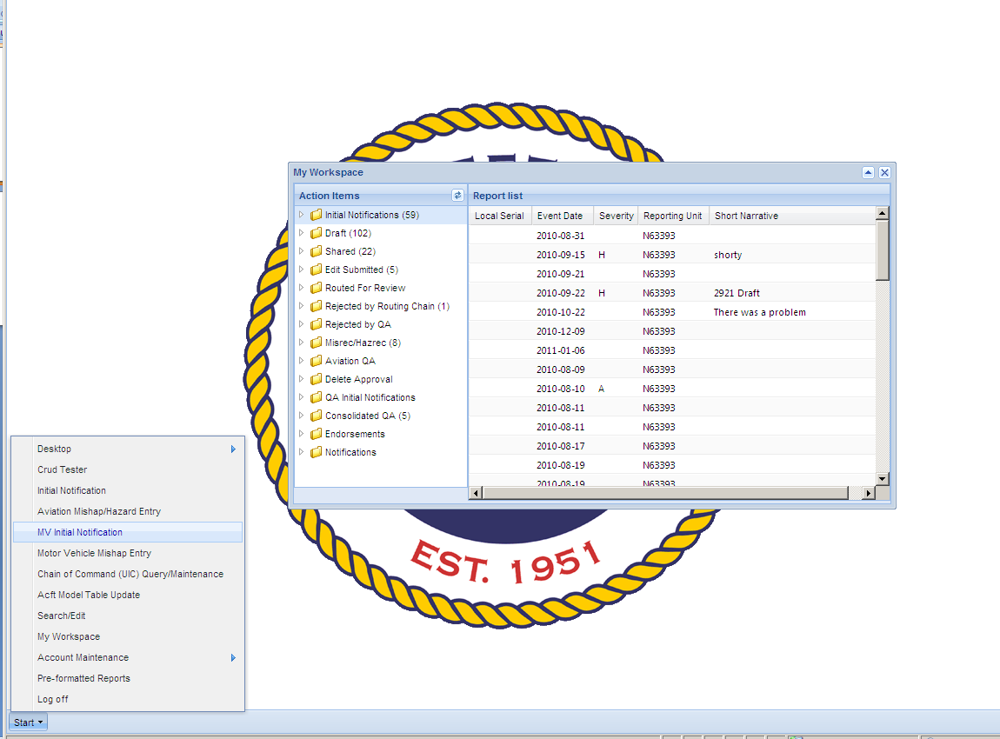 My Workspace
Action Items
Initial Notifications (59)
Draft (102)
Shared (22)
Edit Submitted (5)
Routed For Review
Rejected by Routing Chain (1)
Rejected by QA
Misrec/Hazrec (8)
Aviation QA
Delete Approval
QA Initial Notifications
Consolidated QA (5)
Endorsements
Notifications
Report list
Local Serial Event Date Severity Reporting Unit Short Narrative
2010-08-31 N63393
2010-09-15 H N63393 shorty
2010-09-21 N63393
2010-09-22 H N63393 2921 Draft
2010-10-22 N63393 There was a problem
2010-12-09 N63393
2011-01-06 N63393
2010-08-09 N63393
2010-08-10 A N63393
2010-08-11 N63393
2010-08-11 N63393
2010-08-17 N63393
2010-08-19 N63393
2010-08-19 N63393
EST. 1951
Desktop
Crud Tester
Initial Notification
Aviation Mishap/Hazard Entry
MV Initial Notification
Motor Vehicle Mishap Entry
Chain of Command (UIC) Query/Maintenance
Acft Model Table Update
Search/Edit
My Workspace
Account Maintenance
Pre-formatted Reports
Log off
Start